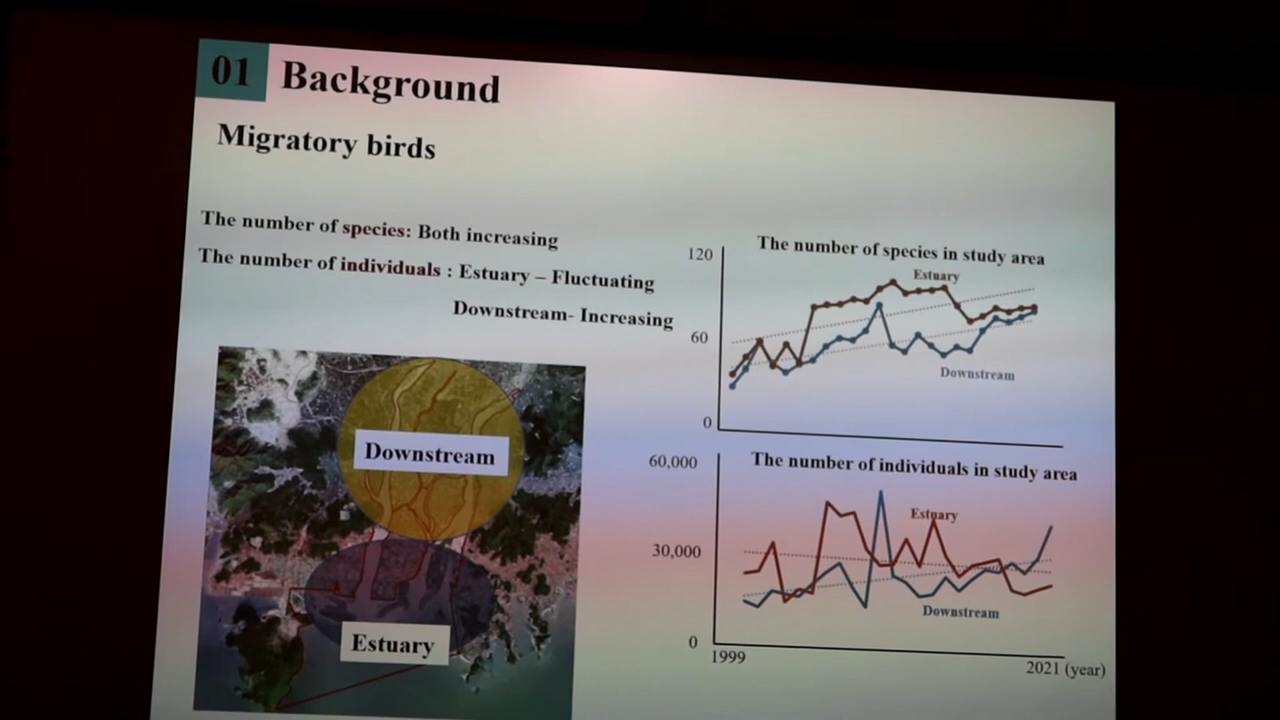 01 Background
Migratory birds
The number of species: Both increasing
The number of individuals : Estuary – Fluctuating
Downstream- Increasing
Downstream
Estuary
The number of species in study area
120
60
0
Estuary
Downstream
The number of individuals in study area
60,000
30,000
0
Estuary
Downstream
1999
2021 (year)